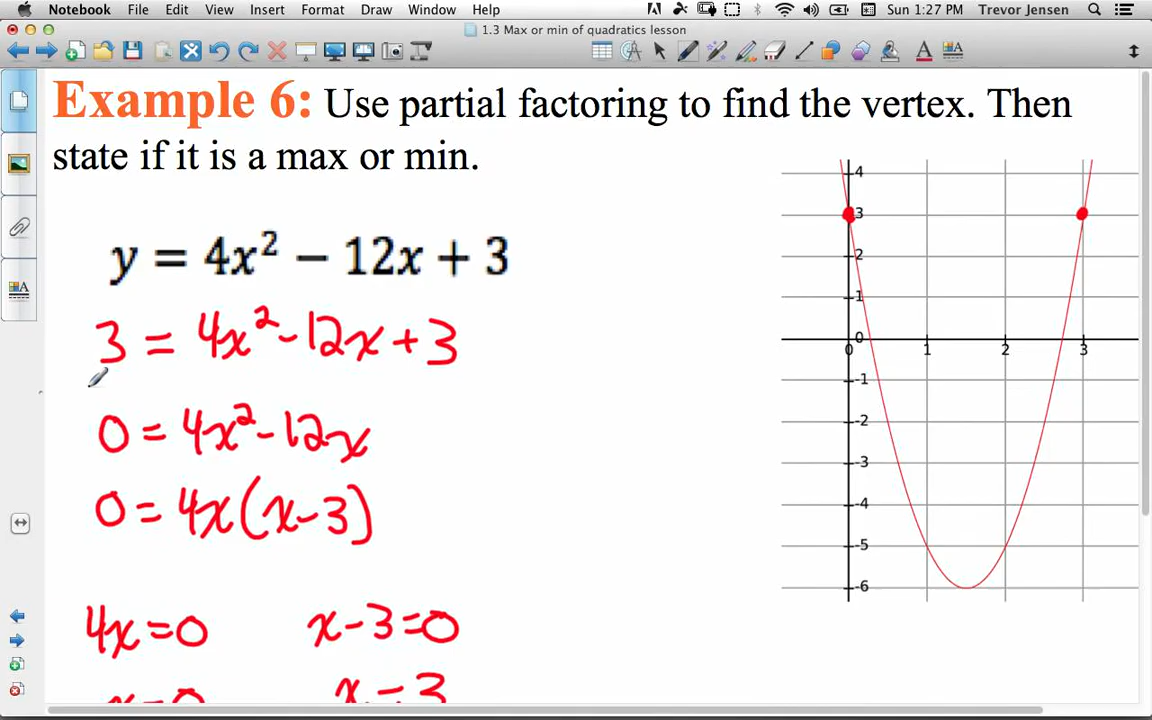 Notebook File Edit View Insert Format Draw Window Help Sun 1:27 PM Trevor Jensen
1.3 Max or min of quadratics lesson
Example 6: Use partial factoring to find the vertex. Then
state if it is a max or min.
y = 4x² − 12x + 3
3 = 4x² - 12x + 3
0 = 4x² - 12x
0 = 4x(x - 3)
4x = 0 x - 3 = 0
x = 0 x = 3
4
3
2
1
0
0 1 2 3
-1
-2
-3
-4
-5
-6